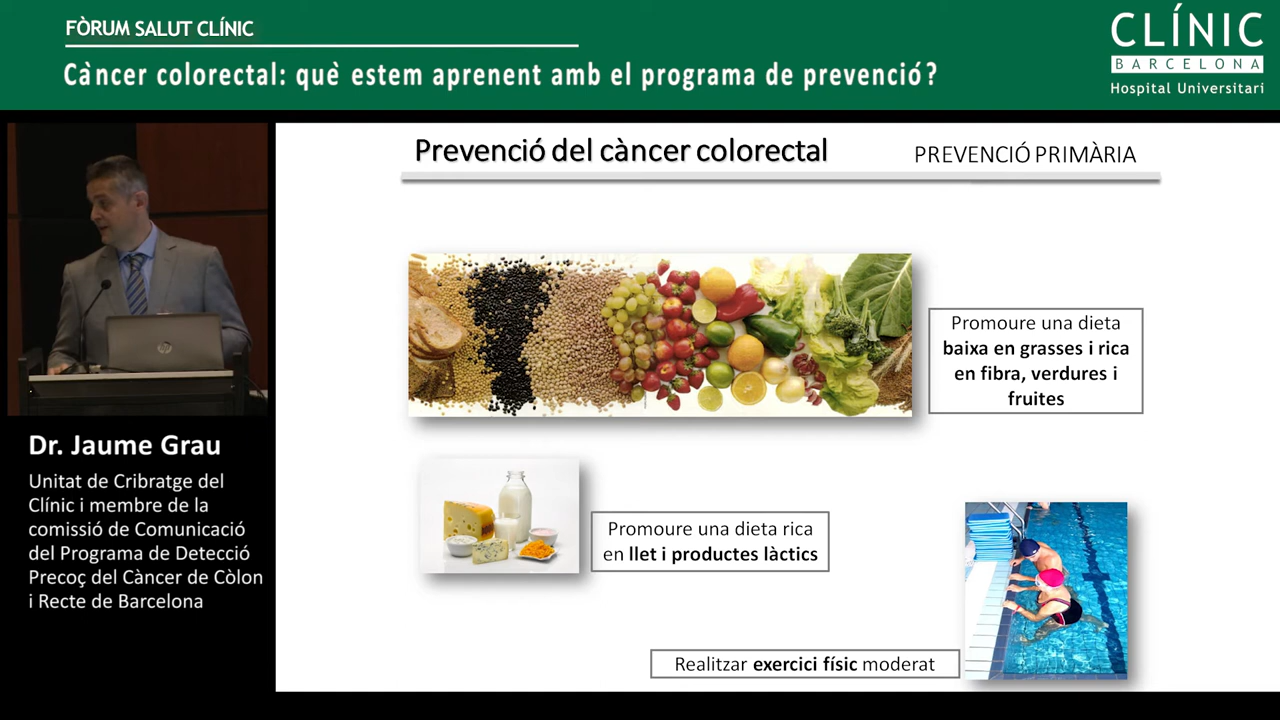 FÒRUM SALUT CLÍNIC
Càncer colorectal: què estem aprenent amb el programa de prevenció?
CLÍNIC
BARCELONA
Hospital Universitari
Prevenció del càncer colorectal
PREVENCIÓ PRIMÀRIA
Promoure una dieta
baixa en grasses i rica
en fibra, verdures i
fruites
Promoure una dieta rica
en llet i productes làctics
Realitzar exercici físic moderat
hp
Dr. Jaume Grau
Unitat de Cribratge del
Clínic i membre de la
comissió de Comunicació
del Programa de Detecció
Precoç del Càncer de Còlon
i Recte de Barcelona